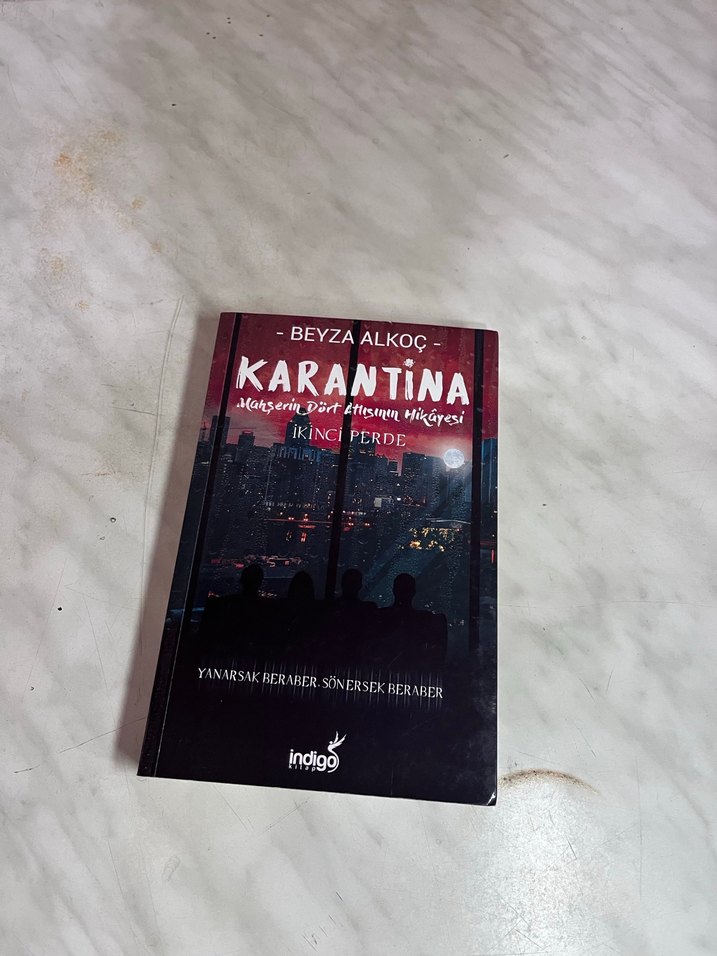 - BEYZA ALKOÇ -
KARANTİNA
Mahşerin Dört Atlısının Hikâyesi
İKİNCİ PERDE
YANARSAK BERABER, SÖNERSEK BERABER
indigo
kitap